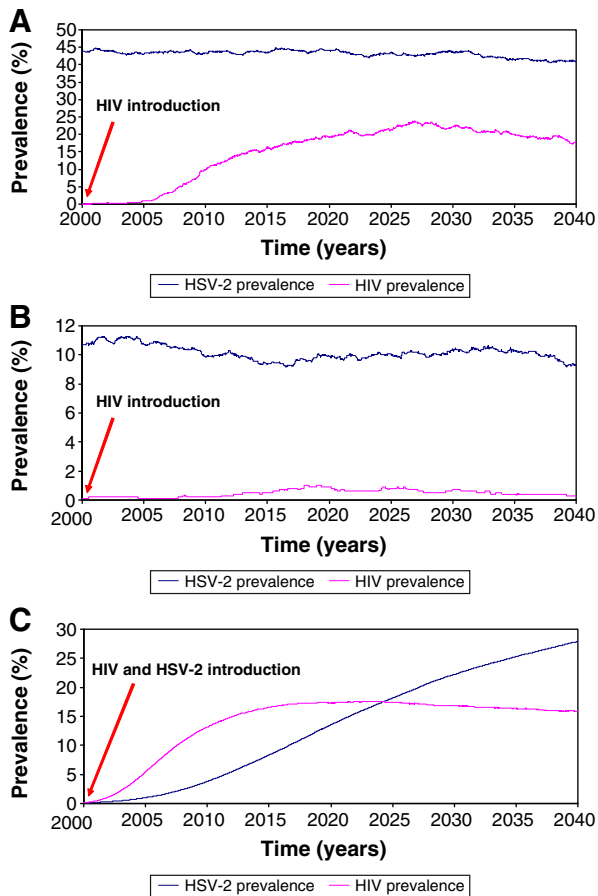 A
Prevalence (%)
50
45
40
35
30
25
20
15
10
5
0
HIV introduction
2000 2005 2010 2015 2020 2025 2030 2035 2040
Time (years)
HSV-2 prevalence HIV prevalence
B
Prevalence (%)
12
10
8
6
4
2
0
HIV introduction
2000 2005 2010 2015 2020 2025 2030 2035 2040
Time (years)
HSV-2 prevalence HIV prevalence
C
Prevalence (%)
30
25
20
15
10
5
0
HIV and HSV-2 introduction
2000 2005 2010 2015 2020 2025 2030 2035 2040
Time (years)
HSV-2 prevalence HIV prevalence